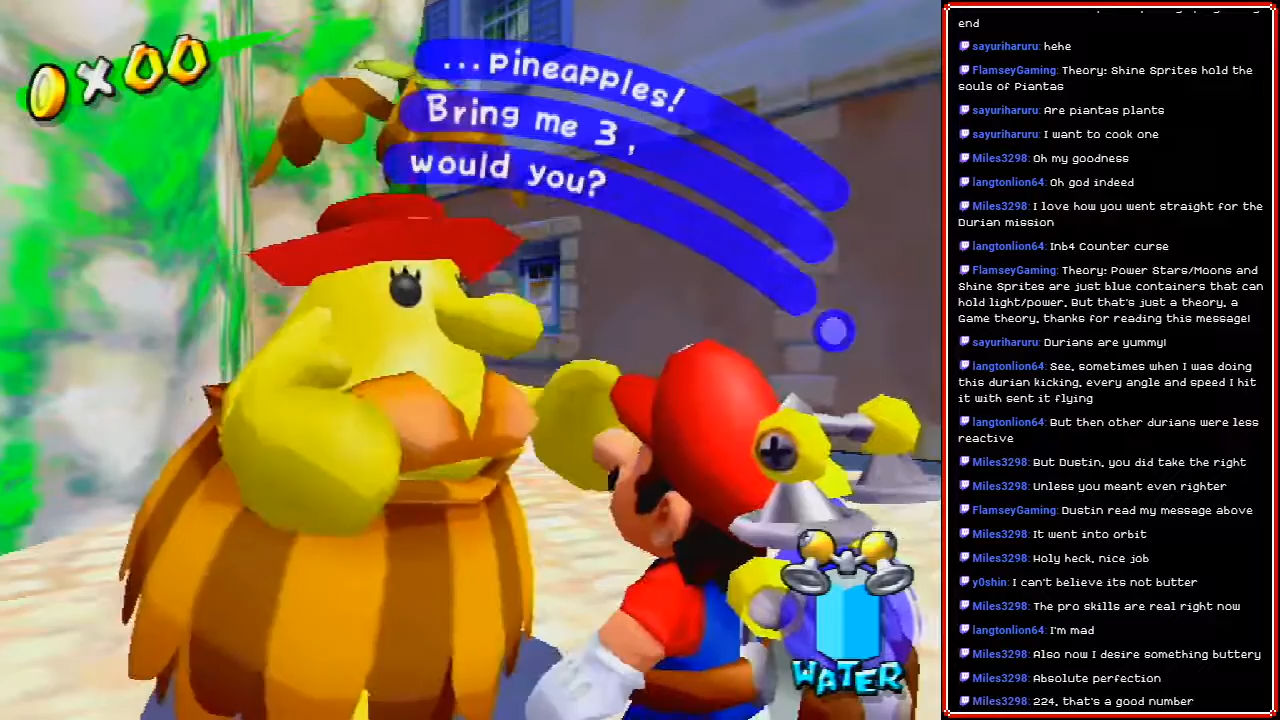 0×00
...pineapples!
Bring me 3,
would you?
WATER
end
sayuriharuru: hehe
FlamseyGaming: Theory: Shine Sprites hold the
souls of Piantas
sayuriharuru: Are piantas plants
sayuriharuru: I want to cook one
Miles3298: Oh my goodness
langtonlion64: Oh god indeed
Miles3298: I love how you went straight for the
Durian mission
langtonlion64: Inb4 Counter curse
FlamseyGaming: Theory: Power Stars/Moons and
Shine Sprites are just blue containers that can
hold light/power. But that's just a theory, a
Game theory, thanks for reading this message!
sayuriharuru: Durians are yummy!
langtonlion64: See, sometimes when I was doing
this durian kicking, every angle and speed I hit
it with sent it flying
langtonlion64: But then other durians were less
reactive
Miles3298: But Dustin, you did take the right
Miles3298: Unless you meant even righter
FlamseyGaming: Dustin read my message above
Miles3298: It went into orbit
Miles3298: Holy heck, nice job
y0shin: I can't believe its not butter
Miles3298: The pro skills are real right now
langtonlion64: I'm mad
Miles3298: Also now I desire something buttery
Miles3298: Absolute perfection
Miles3298: 224, that's a good number